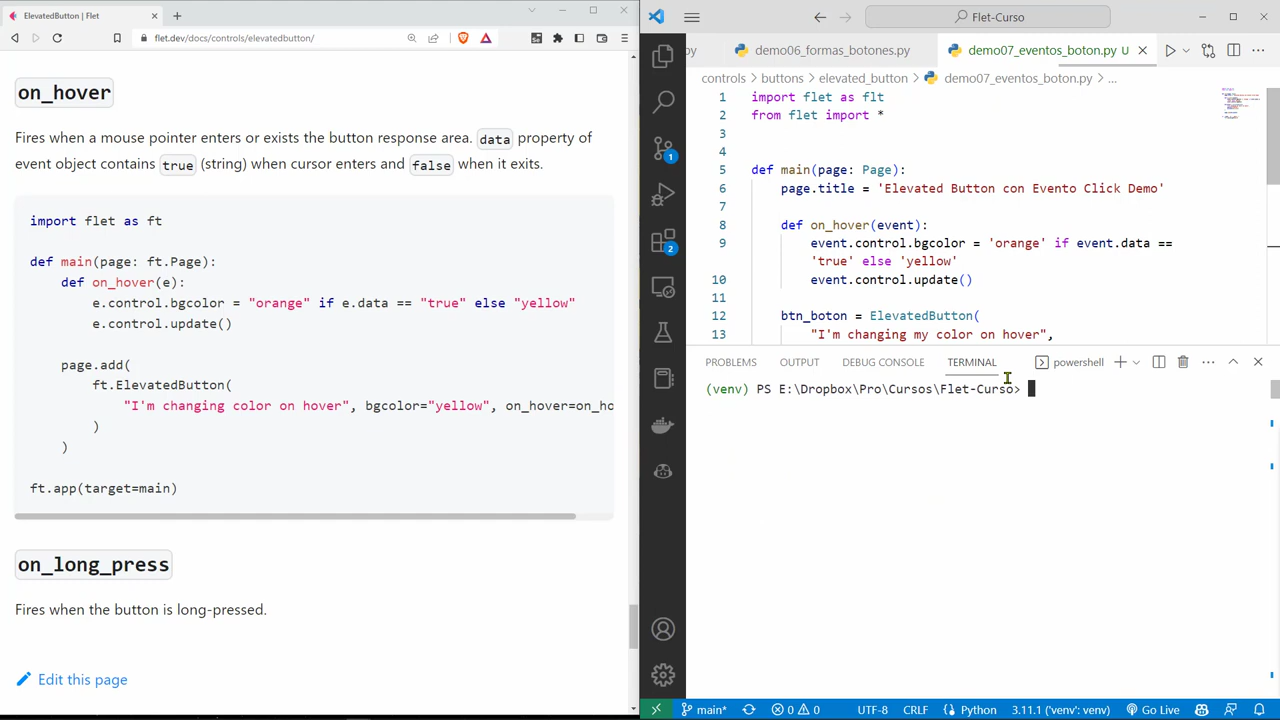 ElevatedButton | Flet
flet.dev/docs/controls/elevatedbutton/
on_hover
Fires when a mouse pointer enters or exists the button response area. data property of
event object contains true (string) when cursor enters and false when it exits.
import flet as ft
def main(page: ft.Page):
def on_hover(e):
e.control.bgcolor = "orange" if e.data == "true" else "yellow"
e.control.update()
page.add(
ft.ElevatedButton(
"I'm changing color on hover", bgcolor="yellow", on_hover=on_ho
)
)
ft.app(target=main)
on_long_press
Fires when the button is long-pressed.
Edit this page
Flet-Curso
py
demo06_formas_botones.py
demo07_eventos_boton.py U
controls > buttons > elevated_button > demo07_eventos_boton.py > ...
1 import flet as flt
2 from flet import *
3
4
5 def main(page: Page):
6 page.title = 'Elevated Button con Evento Click Demo'
7
8 def on_hover(event):
9 event.control.bgcolor = 'orange' if event.data ==
'true' else 'yellow'
10 event.control.update()
11
12 btn_boton = ElevatedButton(
13 "I'm changing my color on hover",
PROBLEMS OUTPUT DEBUG CONSOLE TERMINAL powershell
(venv) PS E:\Dropbox\Pro\Cursos\Flet-Curso>
1
2
main* 0 0 UTF-8 CRLF Python 3.11.1 ('venv': venv) Go Live